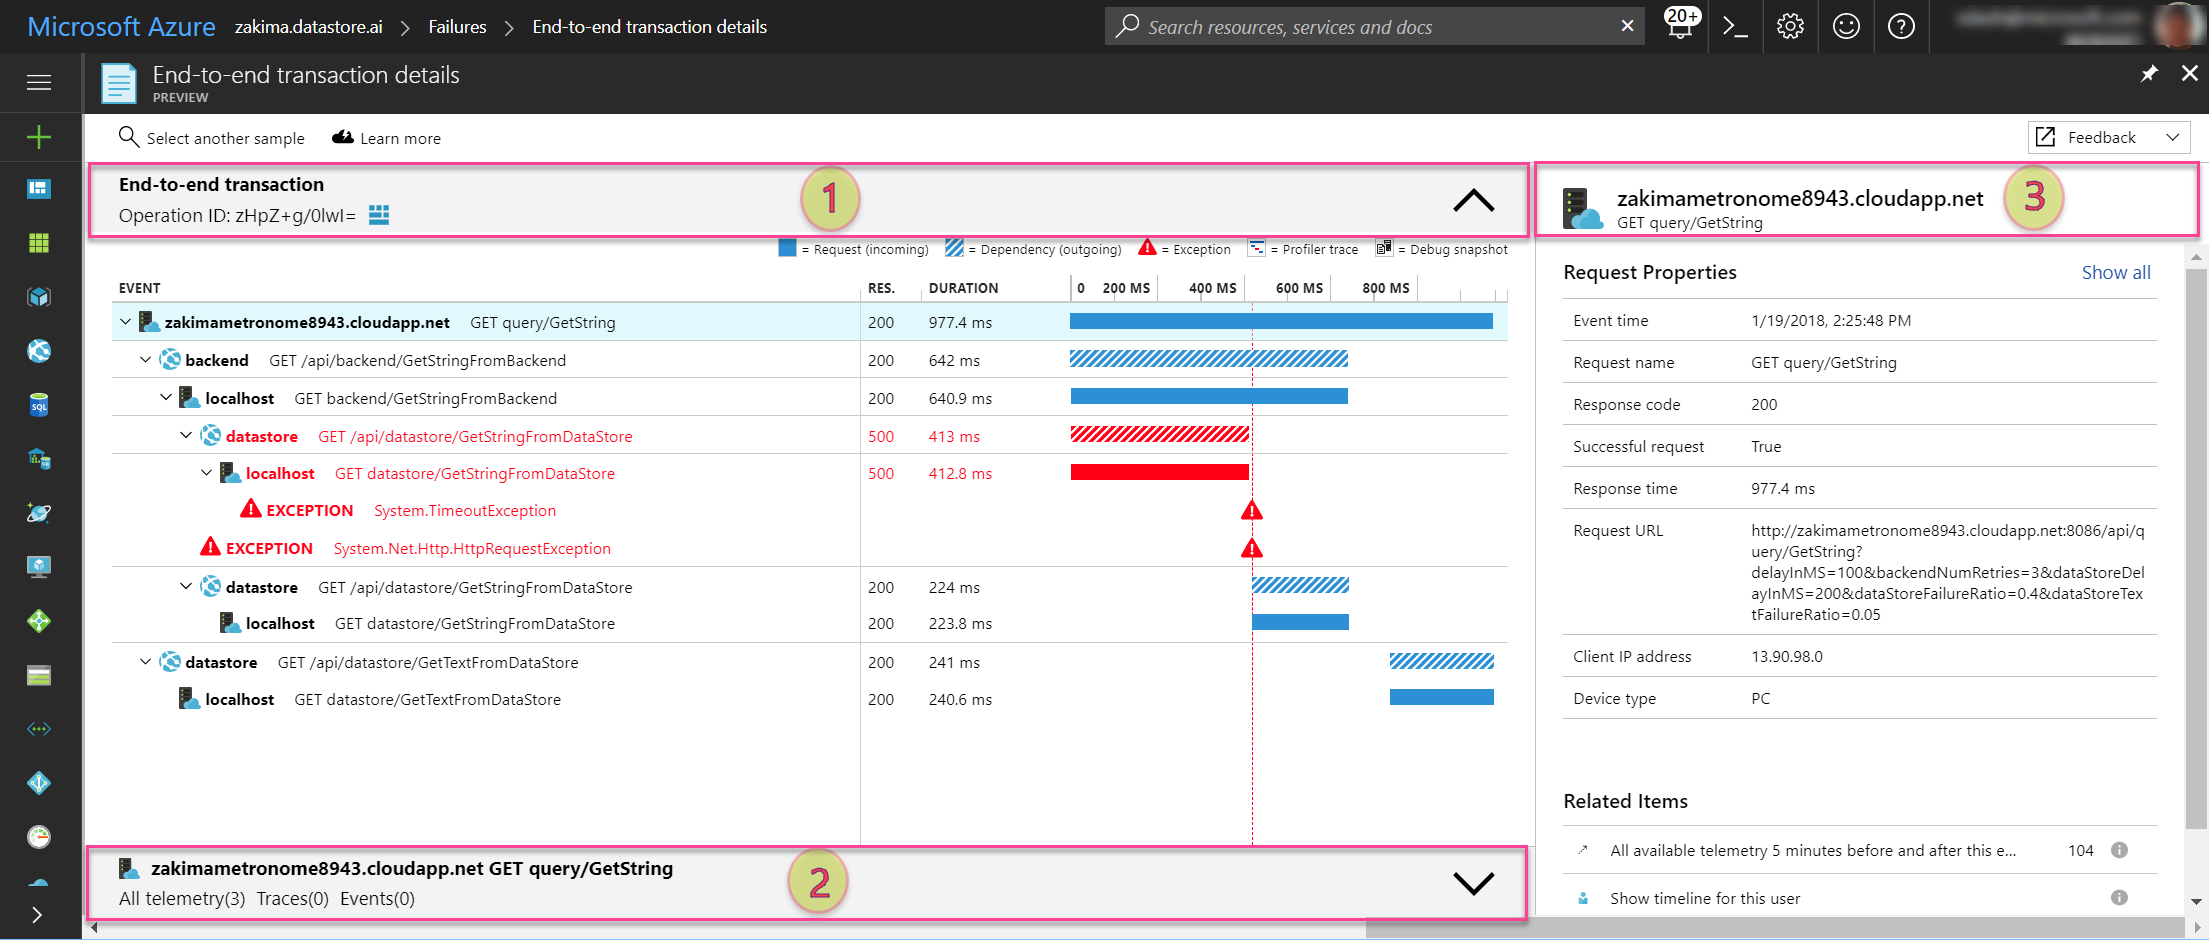 Microsoft Azure zakima.datastore.ai > Failures > End-to-end transaction details
Search resources, services and docs
20+
End-to-end transaction details
PREVIEW
Select another sample Learn more
Feedback
End-to-end transaction
Operation ID: zHpZ+g/0lwI=
1
= Request (incoming) = Dependency (outgoing) = Exception = Profiler trace = Debug snapshot
EVENT RES. DURATION 0 200 MS 400 MS 600 MS 800 MS
zakimametronome8943.cloudapp.net GET query/GetString 200 977.4 ms
backend GET /api/backend/GetStringFromBackend 200 642 ms
localhost GET backend/GetStringFromBackend 200 640.9 ms
datastore GET /api/datastore/GetStringFromDataStore 500 413 ms
localhost GET datastore/GetStringFromDataStore 500 412.8 ms
EXCEPTION System.TimeoutException
EXCEPTION System.Net.Http.HttpRequestException
datastore GET /api/datastore/GetStringFromDataStore 200 224 ms
localhost GET datastore/GetStringFromDataStore 200 223.8 ms
datastore GET /api/datastore/GetTextFromDataStore 200 241 ms
localhost GET datastore/GetTextFromDataStore 200 240.6 ms
zakimametronome8943.cloudapp.net GET query/GetString
All telemetry(3) Traces(0) Events(0)
2
zakimametronome8943.cloudapp.net
GET query/GetString
3
Request Properties Show all
Event time 1/19/2018, 2:25:48 PM
Request name GET query/GetString
Response code 200
Successful request True
Response time 977.4 ms
Request URL http://zakimametronome8943.cloudapp.net:8086/api/q
uery/GetString?
delayInMS=100&backendNumRetries=3&dataStoreDel
ayInMS=200&dataStoreFailureRatio=0.4&dataStoreTex
tFailureRatio=0.05
Client IP address 13.90.98.0
Device type PC
Related Items
All available telemetry 5 minutes before and after this e... 104
Show timeline for this user
SQL